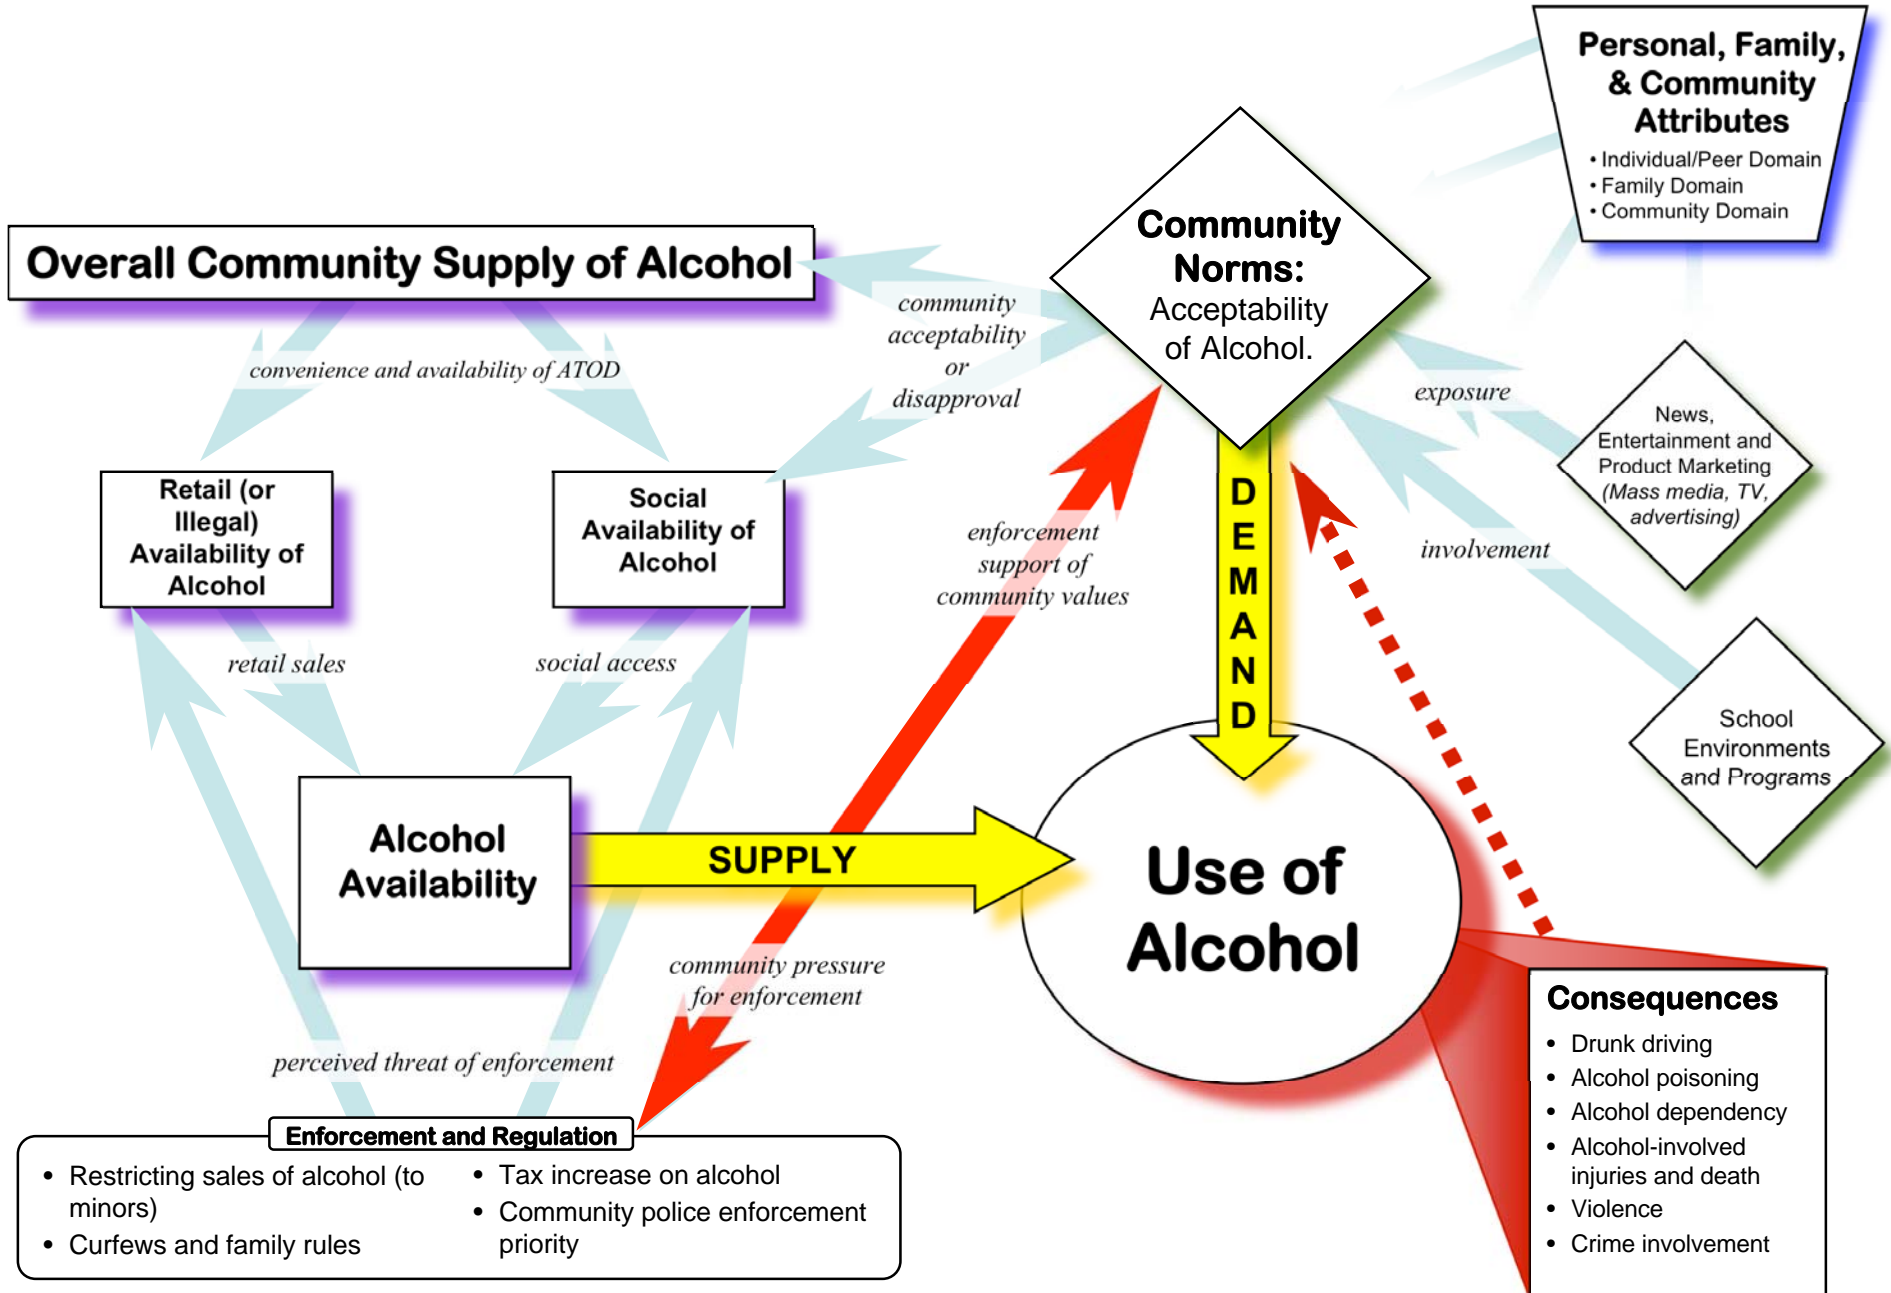 Personal, Family,
& Community
Attributes
• Individual/Peer Domain
• Family Domain
• Community Domain
Community
Norms:
Acceptability
of Alcohol.
Overall Community Supply of Alcohol
community
acceptability
or
disapproval
convenience and availability of ATOD
exposure
News,
Entertainment and
Product Marketing
(Mass media, TV,
advertising)
Retail (or
Illegal)
Availability of
Alcohol
Social
Availability of
Alcohol
enforcement
support of
community values
DEMAND
involvement
retail sales
social access
School
Environments
and Programs
Alcohol
Availability
SUPPLY
Use of
Alcohol
community pressure
for enforcement
perceived threat of enforcement
Consequences
• Drunk driving
• Alcohol poisoning
• Alcohol dependency
• Alcohol-involved
injuries and death
• Violence
• Crime involvement
Enforcement and Regulation
• Restricting sales of alcohol (to
minors)
• Curfews and family rules
• Tax increase on alcohol
• Community police enforcement
priority